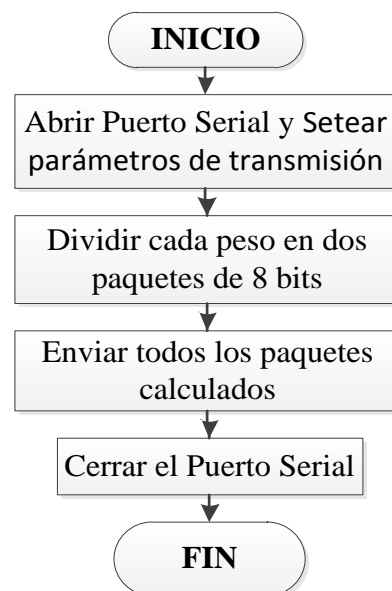 INICIO
Abrir Puerto Serial y Setear
parámetros de transmisión
Dividir cada peso en dos
paquetes de 8 bits
Enviar todos los paquetes
calculados
Cerrar el Puerto Serial
FIN